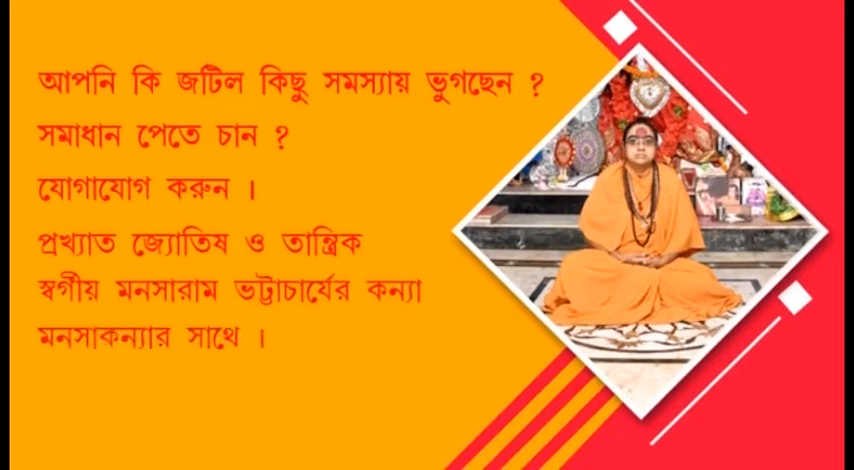 আপনি কি জটিল কিছু সমস্যায় ভুগছেন ?
সমাধান পেতে চান ?
যোগাযোগ করুন ।
প্রখ্যাত জ্যোতিষ ও তান্ত্রিক
স্বর্গীয় মনসারাম ভট্টাচার্যের কন্যা
মনসাকন্যার সাথে ।